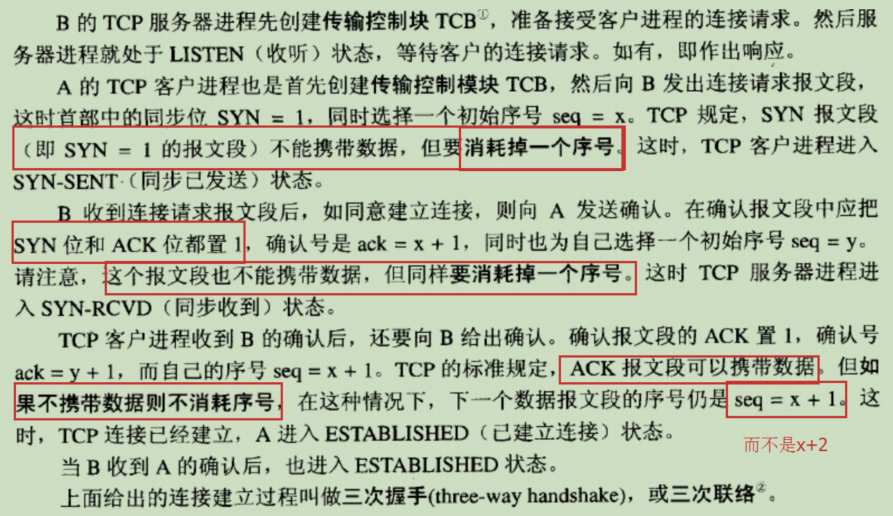 B 的 TCP 服务器进程先创建传输控制块 TCB①,准备接受客户进程的连接请求。然后服
务器进程就处于 LISTEN(收听)状态,等待客户的连接请求。如有,即作出响应。
A 的 TCP 客户进程也是首先创建传输控制模块 TCB,然后向 B 发出连接请求报文段,
这时首部中的同步位 SYN = 1,同时选择一个初始序号 seq = x。TCP 规定,SYN 报文段
(即 SYN = 1 的报文段)不能携带数据,但要消耗掉一个序号。这时,TCP 客户进程进入
SYN-SENT(同步已发送)状态。
B 收到连接请求报文段后,如同意建立连接,则向 A 发送确认。在确认报文段中应把
SYN 位和 ACK 位都置 1,确认号是 ack = x + 1,同时也为自己选择一个初始序号 seq = y。
请注意,这个报文段也不能携带数据,但同样要消耗掉一个序号。这时 TCP 服务器进程进
入 SYN-RCVD(同步收到)状态。
TCP 客户进程收到 B 的确认后,还要向 B 给出确认。确认报文段的 ACK 置 1,确认号
ack = y + 1,而自己的序号 seq = x + 1。TCP 的标准规定,ACK 报文段可以携带数据。但如
果不携带数据则不消耗序号,在这种情况下,下一个数据报文段的序号仍是 seq = x + 1。这
时,TCP 连接已经建立,A 进入 ESTABLISHED(已建立连接)状态。
而不是x+2
当 B 收到 A 的确认后,也进入 ESTABLISHED 状态。
上面给出的连接建立过程叫做三次握手(three-way handshake),或三次联络②。